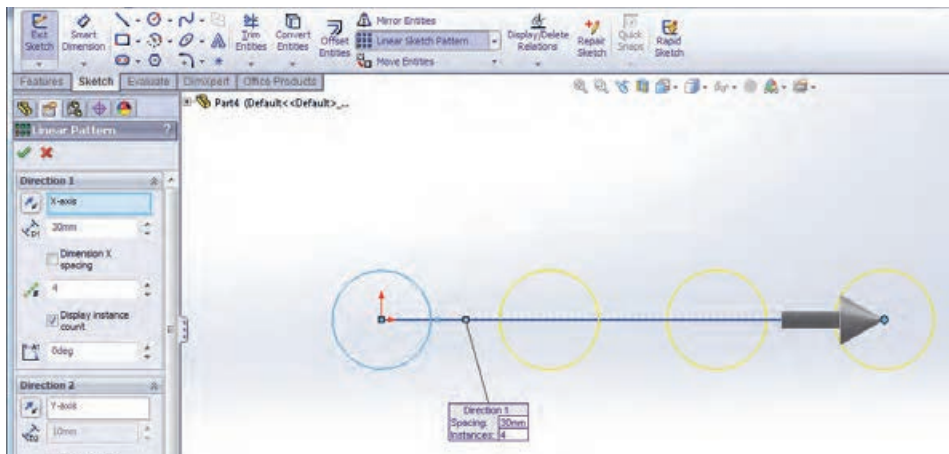 Exit Sketch
Smart Dimension
Trim Entities
Convert Entities
Offset Entities
Mirror Entities
Linear Sketch Pattern
Move Entities
Display/Delete Relations
Repair Sketch
Quick Snaps
Rapid Sketch
Features Sketch Evaluate DimXpert Office Products
Part4 (Default<<Default>_...
Linear Pattern ?
Direction 1
X-axis
D1 30mm
Dimension X spacing
4
Display instance count
0deg
Direction 2
Y-axis
10mm
Direction 1
Spacing: 30mm
Instances: 4